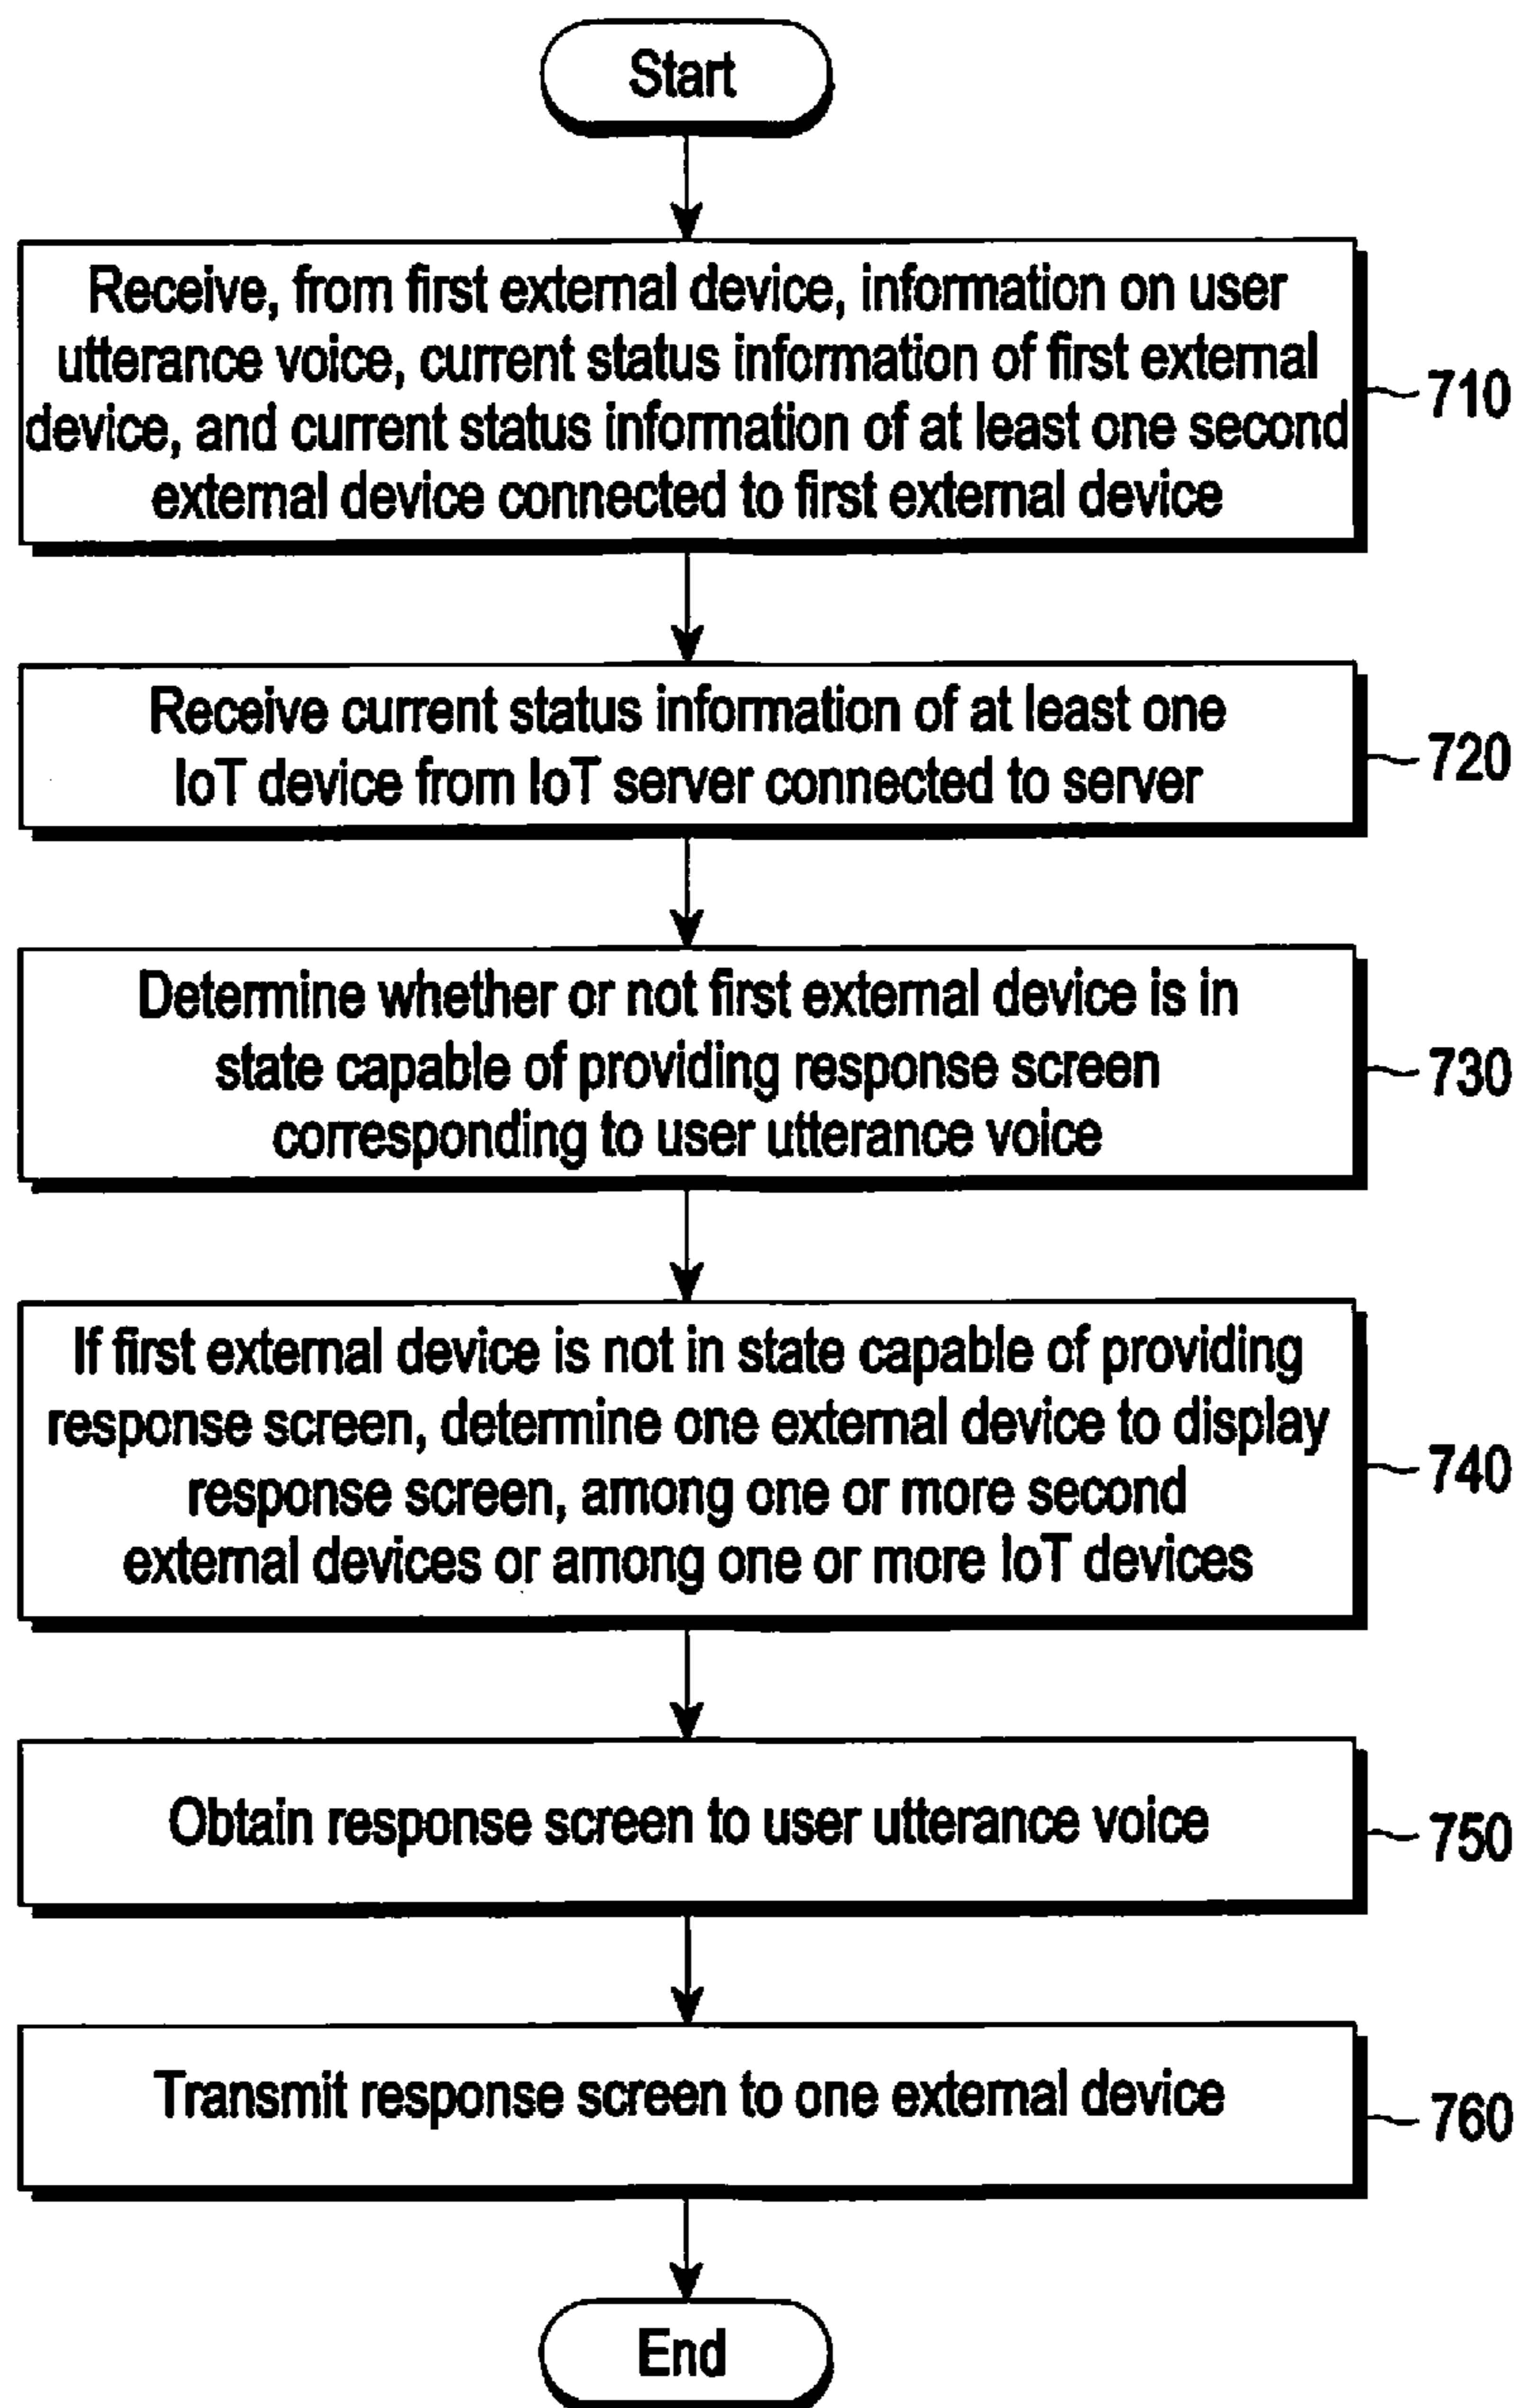 Start
Receive, from first external device, information on user
utterance voice, current status information of first external
device, and current status information of at least one second
external device connected to first external device
710
Receive current status information of at least one
IoT device from IoT server connected to server
720
Determine whether or not first external device is in
state capable of providing response screen
corresponding to user utterance voice
730
If first external device is not in state capable of providing
response screen, determine one external device to display
response screen, among one or more second
external devices or among one or more IoT devices
740
Obtain response screen to user utterance voice
750
Transmit response screen to one external device
760
End